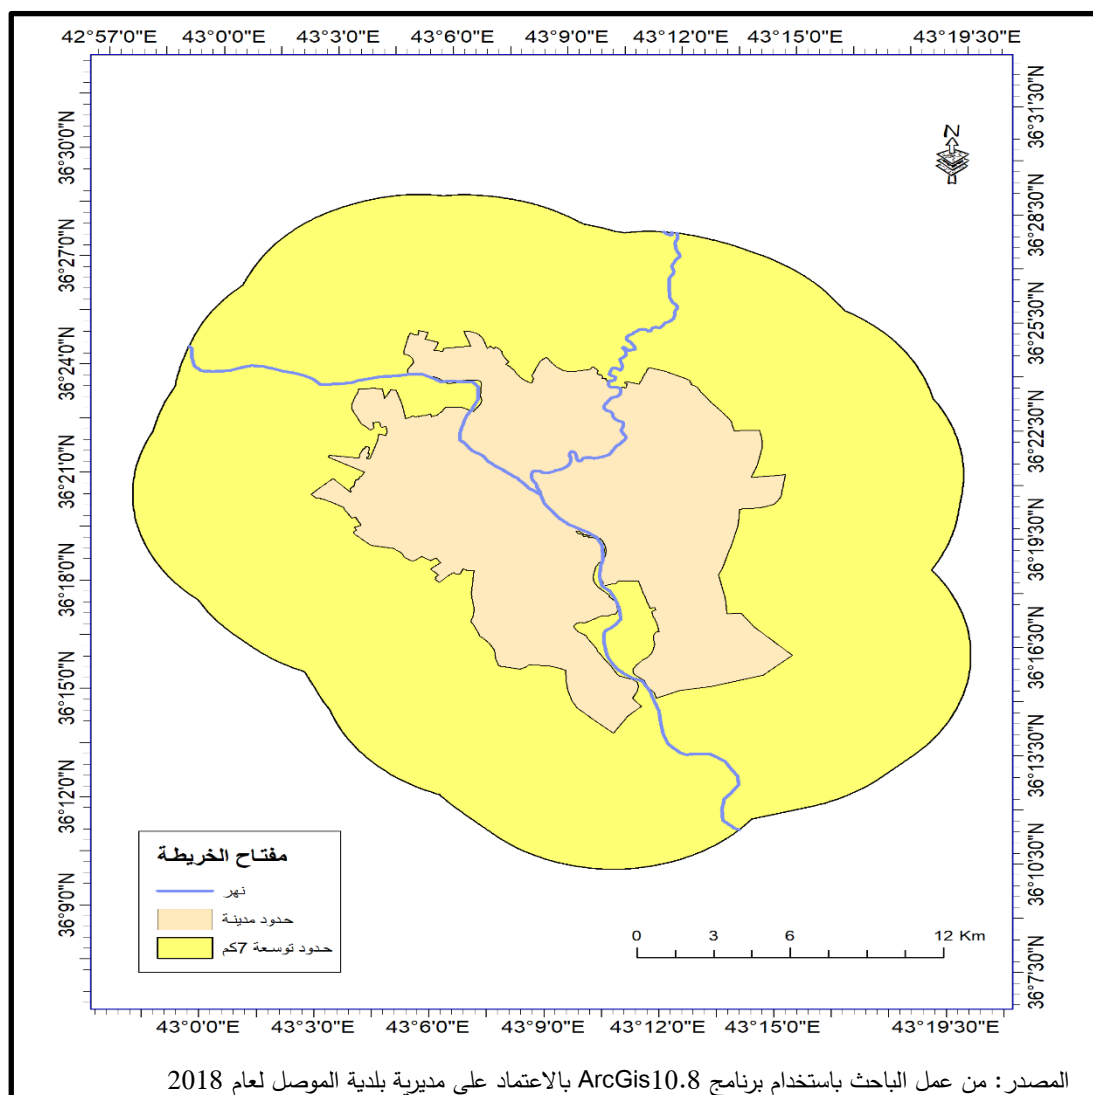 42°57'0"E 43°0'0"E 43°3'0"E 43°6'0"E 43°9'0"E 43°12'0"E 43°15'0"E 43°19'30"E
N
36°30'0"N
36°27'0"N
36°24'0"N
36°21'0"N
36°18'0"N
36°15'0"N
36°12'0"N
36°9'0"N
36°31'30"N
36°28'30"N
36°25'30"N
36°22'30"N
36°19'30"N
36°16'30"N
36°13'30"N
36°10'30"N
36°7'30"N
مفتاح الخريطة
نهر
حدود مدينة
حدود توسعة 7كم
0 3 6 12 Km
43°0'0"E 43°3'0"E 43°6'0"E 43°9'0"E 43°12'0"E 43°15'0"E 43°19'30"E
المصدر: من عمل الباحث باستخدام برنامج ArcGis10.8 بالاعتماد على مديرية بلدية الموصل لعام 2018